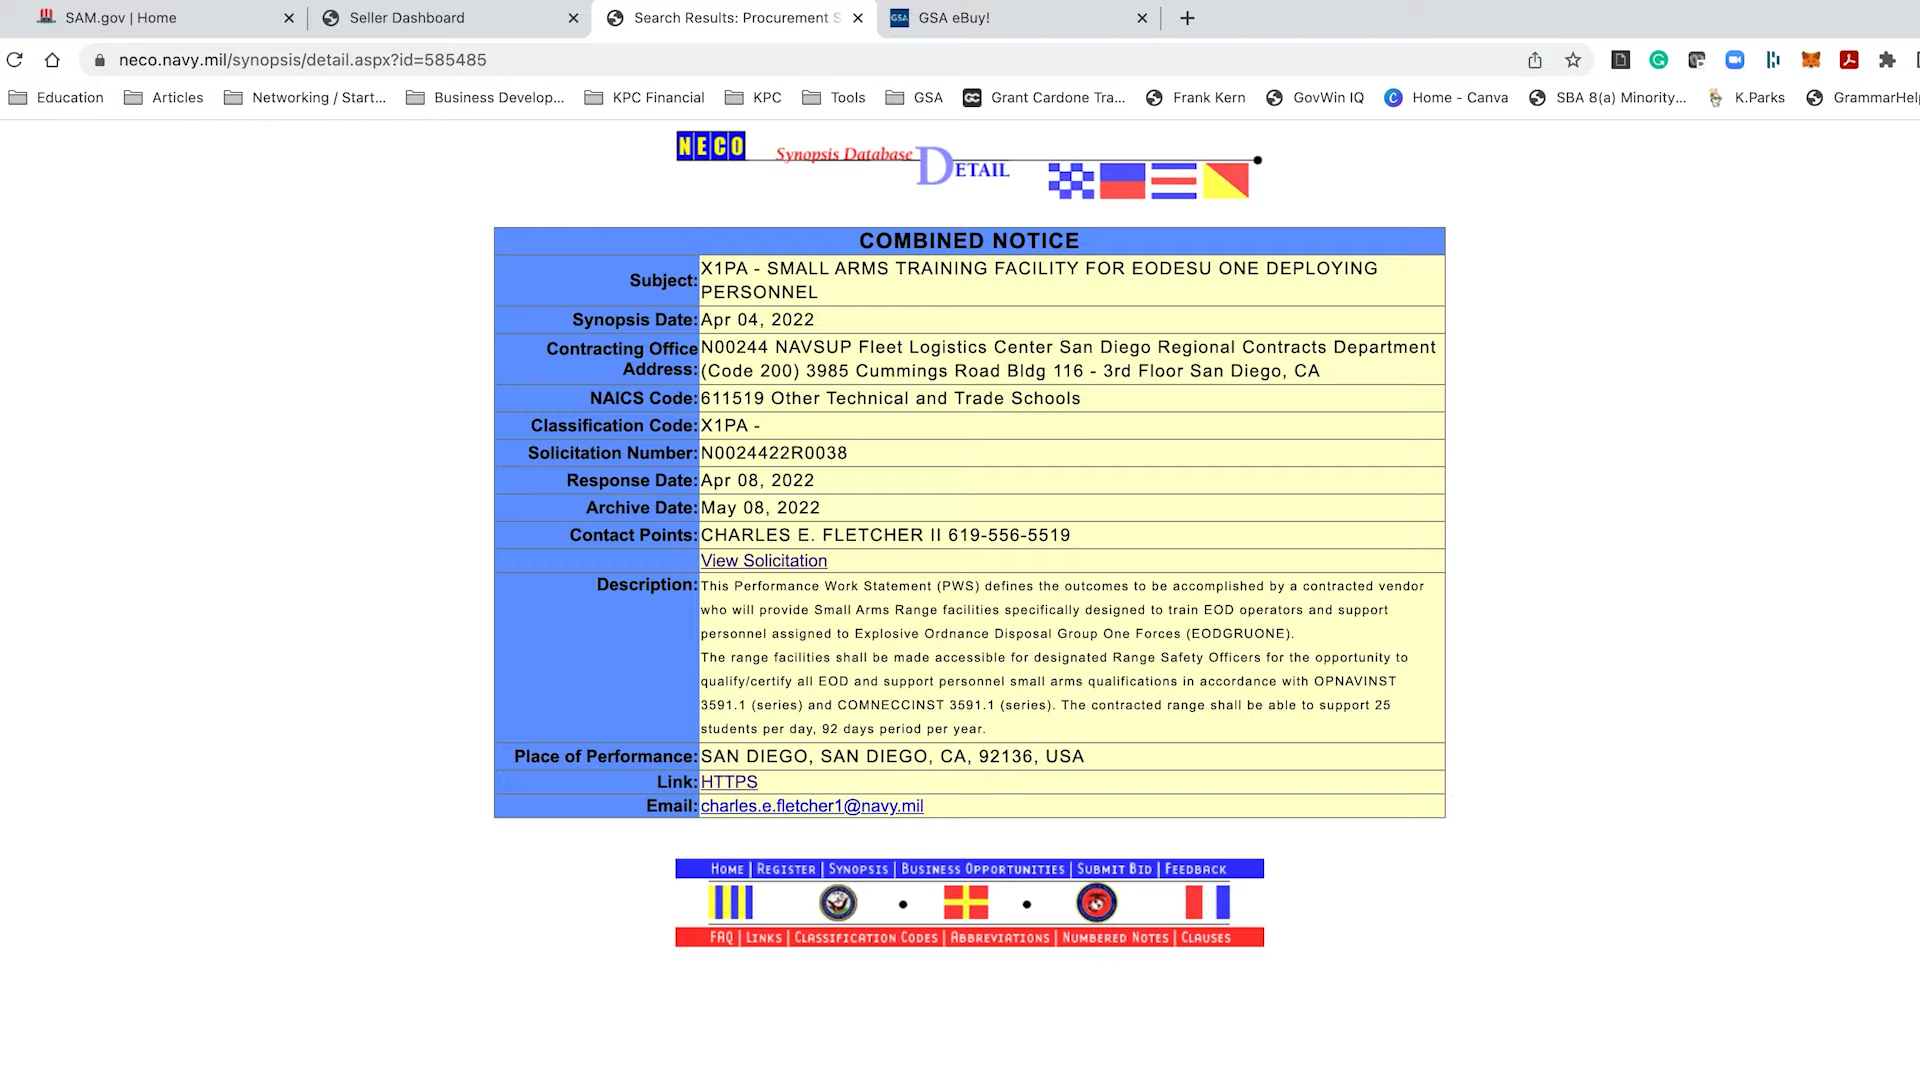 SAM.gov | Home
Seller Dashboard
Search Results: Procurement S
GSA
GSA eBuy!
neco.navy.mil/synopsis/detail.aspx?id=585485
Education
Articles
Networking / Start...
Business Develop...
KPC Financial
KPC
Tools
GSA
GC
Grant Cardone Tra...
Frank Kern
GovWin IQ
C
Home - Canva
SBA 8(a) Minority...
K.Parks
GrammarHelp
NECO
Synopsis Database
DETAIL
COMBINED NOTICE
Subject: X1PA - SMALL ARMS TRAINING FACILITY FOR EODESU ONE DEPLOYING
PERSONNEL
Synopsis Date: Apr 04, 2022
Contracting Office N00244 NAVSUP Fleet Logistics Center San Diego Regional Contracts Department
Address: (Code 200) 3985 Cummings Road Bldg 116 - 3rd Floor San Diego, CA
NAICS Code: 611519 Other Technical and Trade Schools
Classification Code: X1PA -
Solicitation Number: N0024422R0038
Response Date: Apr 08, 2022
Archive Date: May 08, 2022
Contact Points: CHARLES E. FLETCHER II 619-556-5519
View Solicitation
Description: This Performance Work Statement (PWS) defines the outcomes to be accomplished by a contracted vendor
who will provide Small Arms Range facilities specifically designed to train EOD operators and support
personnel assigned to Explosive Ordnance Disposal Group One Forces (EODGRUONE).
The range facilities shall be made accessible for designated Range Safety Officers for the opportunity to
qualify/certify all EOD and support personnel small arms qualifications in accordance with OPNAVINST
3591.1 (series) and COMNECCINST 3591.1 (series). The contracted range shall be able to support 25
students per day, 92 days period per year.
Place of Performance: SAN DIEGO, SAN DIEGO, CA, 92136, USA
Link: HTTPS
Email: charles.e.fletcher1@navy.mil
HOME | REGISTER | SYNOPSIS | BUSINESS OPPORTUNITIES | SUBMIT BID | FEEDBACK
FAQ | LINKS | CLASSIFICATION CODES | ABBREVIATIONS | NUMBERED NOTES | CLAUSES